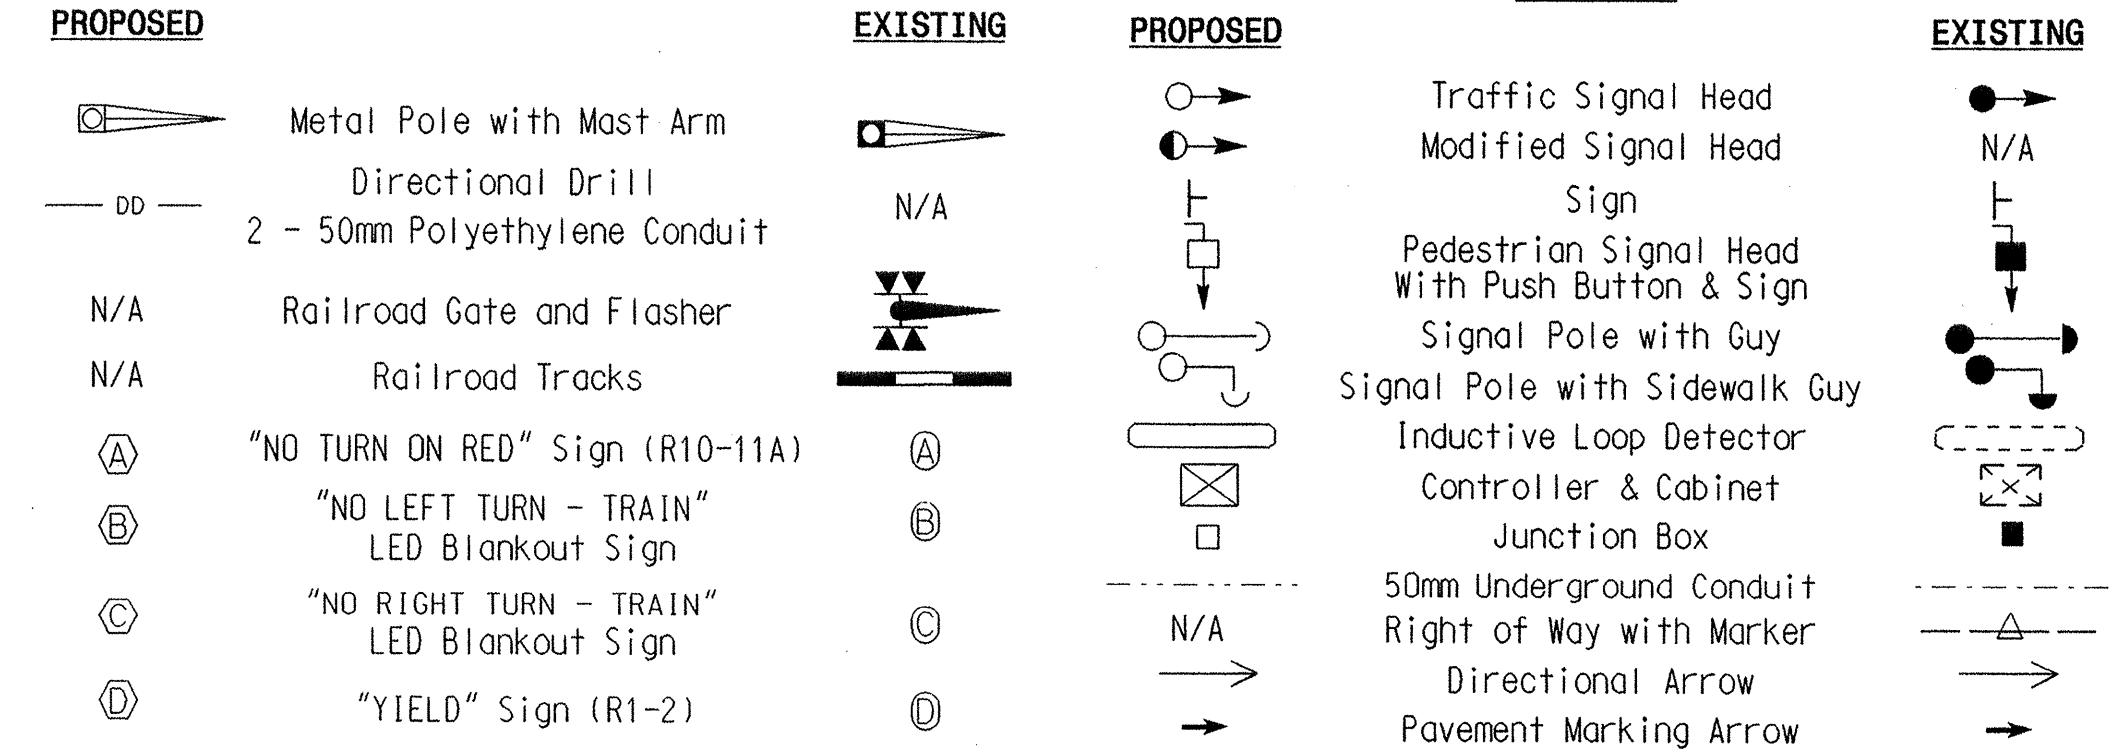 PROPOSED EXISTING
Metal Pole with Mast Arm
Directional Drill
DD N/A
2 - 50mm Polyethylene Conduit
N/A Railroad Gate and Flasher
N/A Railroad Tracks
A "NO TURN ON RED" Sign (R10-11A) A
"NO LEFT TURN - TRAIN"
B B
LED Blankout Sign
"NO RIGHT TURN - TRAIN"
C C
LED Blankout Sign
D "YIELD" Sign (R1-2) D
PROPOSED EXISTING
Traffic Signal Head
Modified Signal Head N/A
Sign
Pedestrian Signal Head
With Push Button & Sign
Signal Pole with Guy
Signal Pole with Sidewalk Guy
Inductive Loop Detector
Controller & Cabinet
Junction Box
50mm Underground Conduit
N/A Right of Way with Marker
Directional Arrow
Pavement Marking Arrow